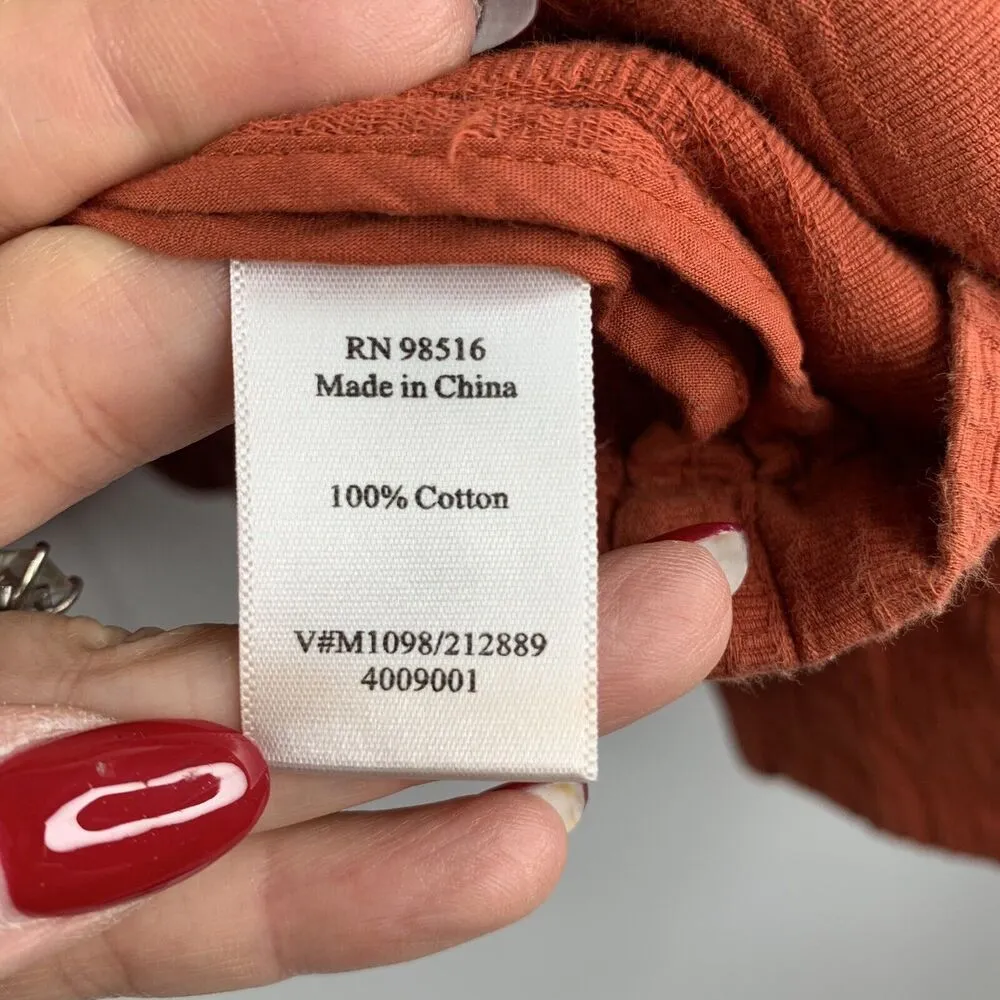 RN 98516
Made in China
100% Cotton
V#M1098/212889
4009001